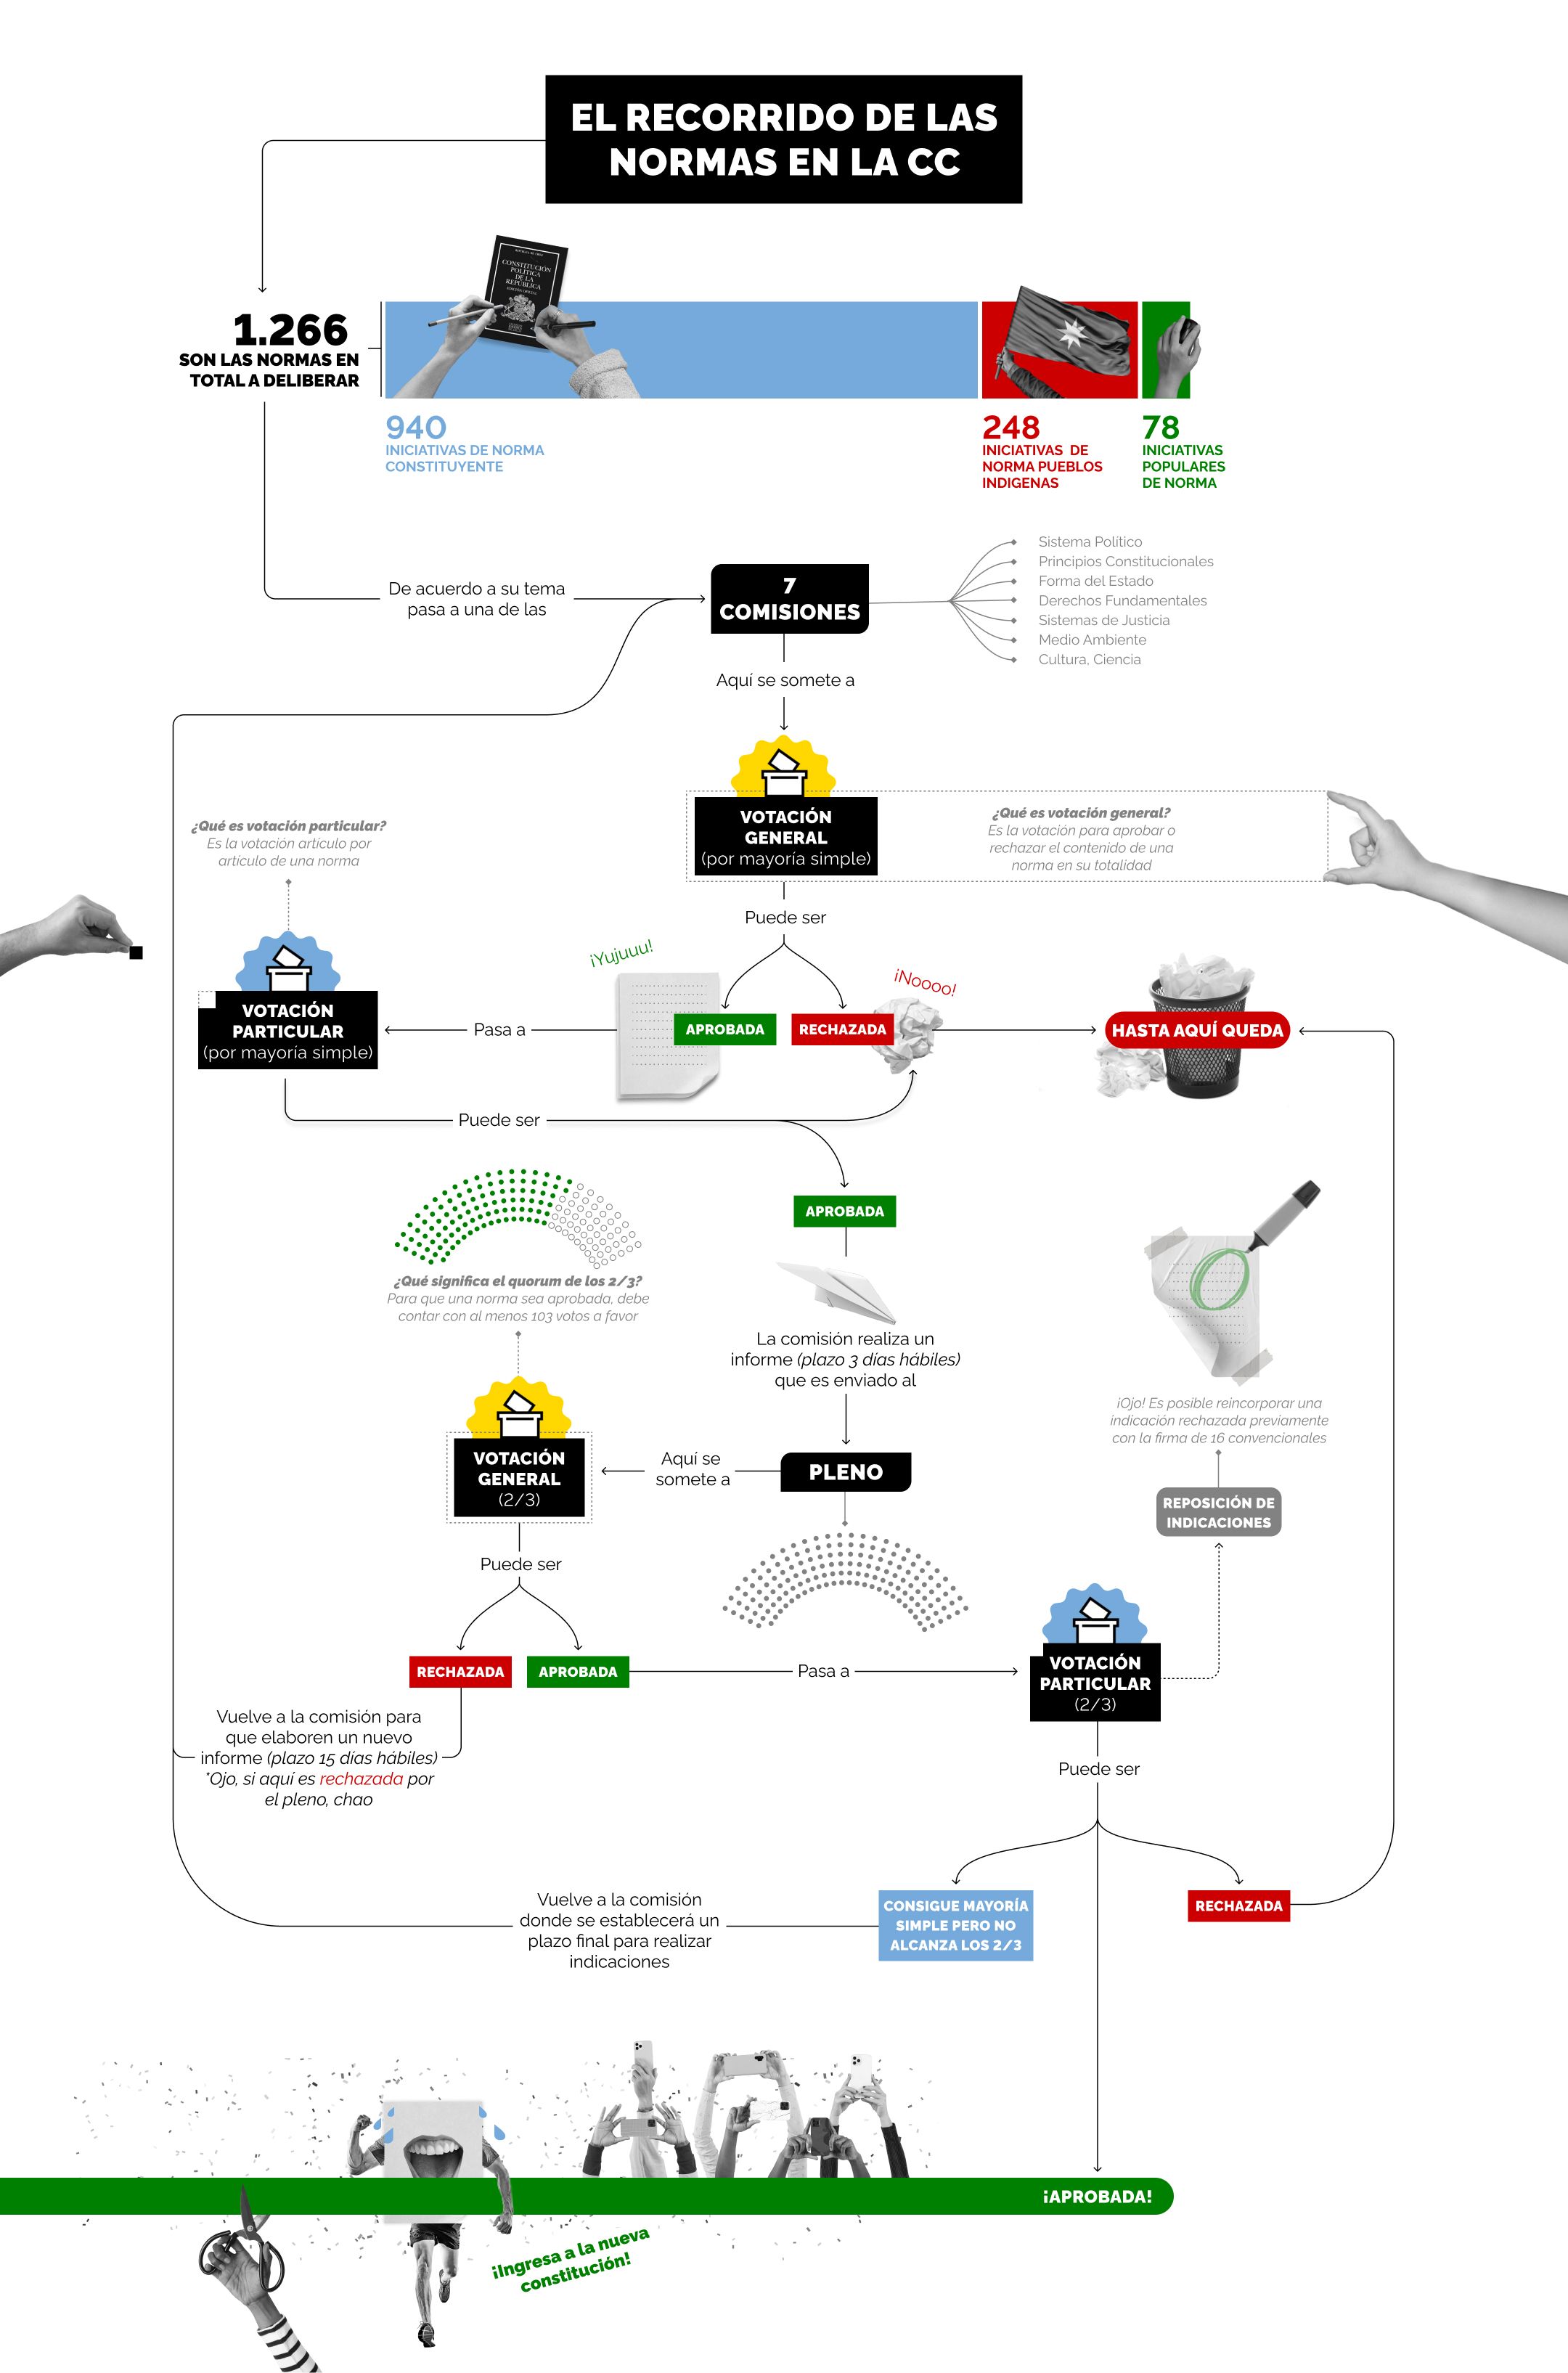 EL RECORRIDO DE LAS
NORMAS EN LA CC
REPÚBLICA DE CHILE
CONSTITUCIÓN
POLÍTICA
DE LA
REPÚBLICA
EDICIÓN OFICIAL
1.266
SON LAS NORMAS EN
TOTAL A DELIBERAR
940
INICIATIVAS DE NORMA
CONSTITUYENTE
248
INICIATIVAS DE
NORMA PUEBLOS
INDIGENAS
78
INICIATIVAS
POPULARES
DE NORMA
De acuerdo a su tema
pasa a una de las
7
COMISIONES
Sistema Político
Principios Constitucionales
Forma del Estado
Derechos Fundamentales
Sistemas de Justicia
Medio Ambiente
Cultura, Ciencia
Aquí se somete a
VOTACIÓN
GENERAL
(por mayoría simple)
¿Qué es votación general?
Es la votación para aprobar o
rechazar el contenido de una
norma en su totalidad
¿Qué es votación particular?
Es la votación artículo por
artículo de una norma
Puede ser
¡Yujuuu!
¡Noooo!
VOTACIÓN
PARTICULAR
(por mayoría simple)
Pasa a
APROBADA
RECHAZADA
HASTA AQUÍ QUEDA
Puede ser
APROBADA
¿Qué significa el quorum de los 2/3?
Para que una norma sea aprobada, debe
contar con al menos 103 votos a favor
La comisión realiza un
informe (plazo 3 días hábiles)
que es enviado al
¡Ojo! Es posible reincorporar una
indicación rechazada previamente
con la firma de 16 convencionales
VOTACIÓN
GENERAL
(2/3)
Aquí se
somete a
PLENO
REPOSICIÓN DE
INDICACIONES
Puede ser
RECHAZADA
APROBADA
Pasa a
VOTACIÓN
PARTICULAR
(2/3)
Vuelve a la comisión para
que elaboren un nuevo
informe (plazo 15 días hábiles)
*Ojo, si aquí es rechazada por
el pleno, chao
Puede ser
Vuelve a la comisión
donde se establecerá un
plazo final para realizar
indicaciones
CONSIGUE MAYORÍA
SIMPLE PERO NO
ALCANZA LOS 2/3
RECHAZADA
¡APROBADA!
¡Ingresa a la nueva
constitución!